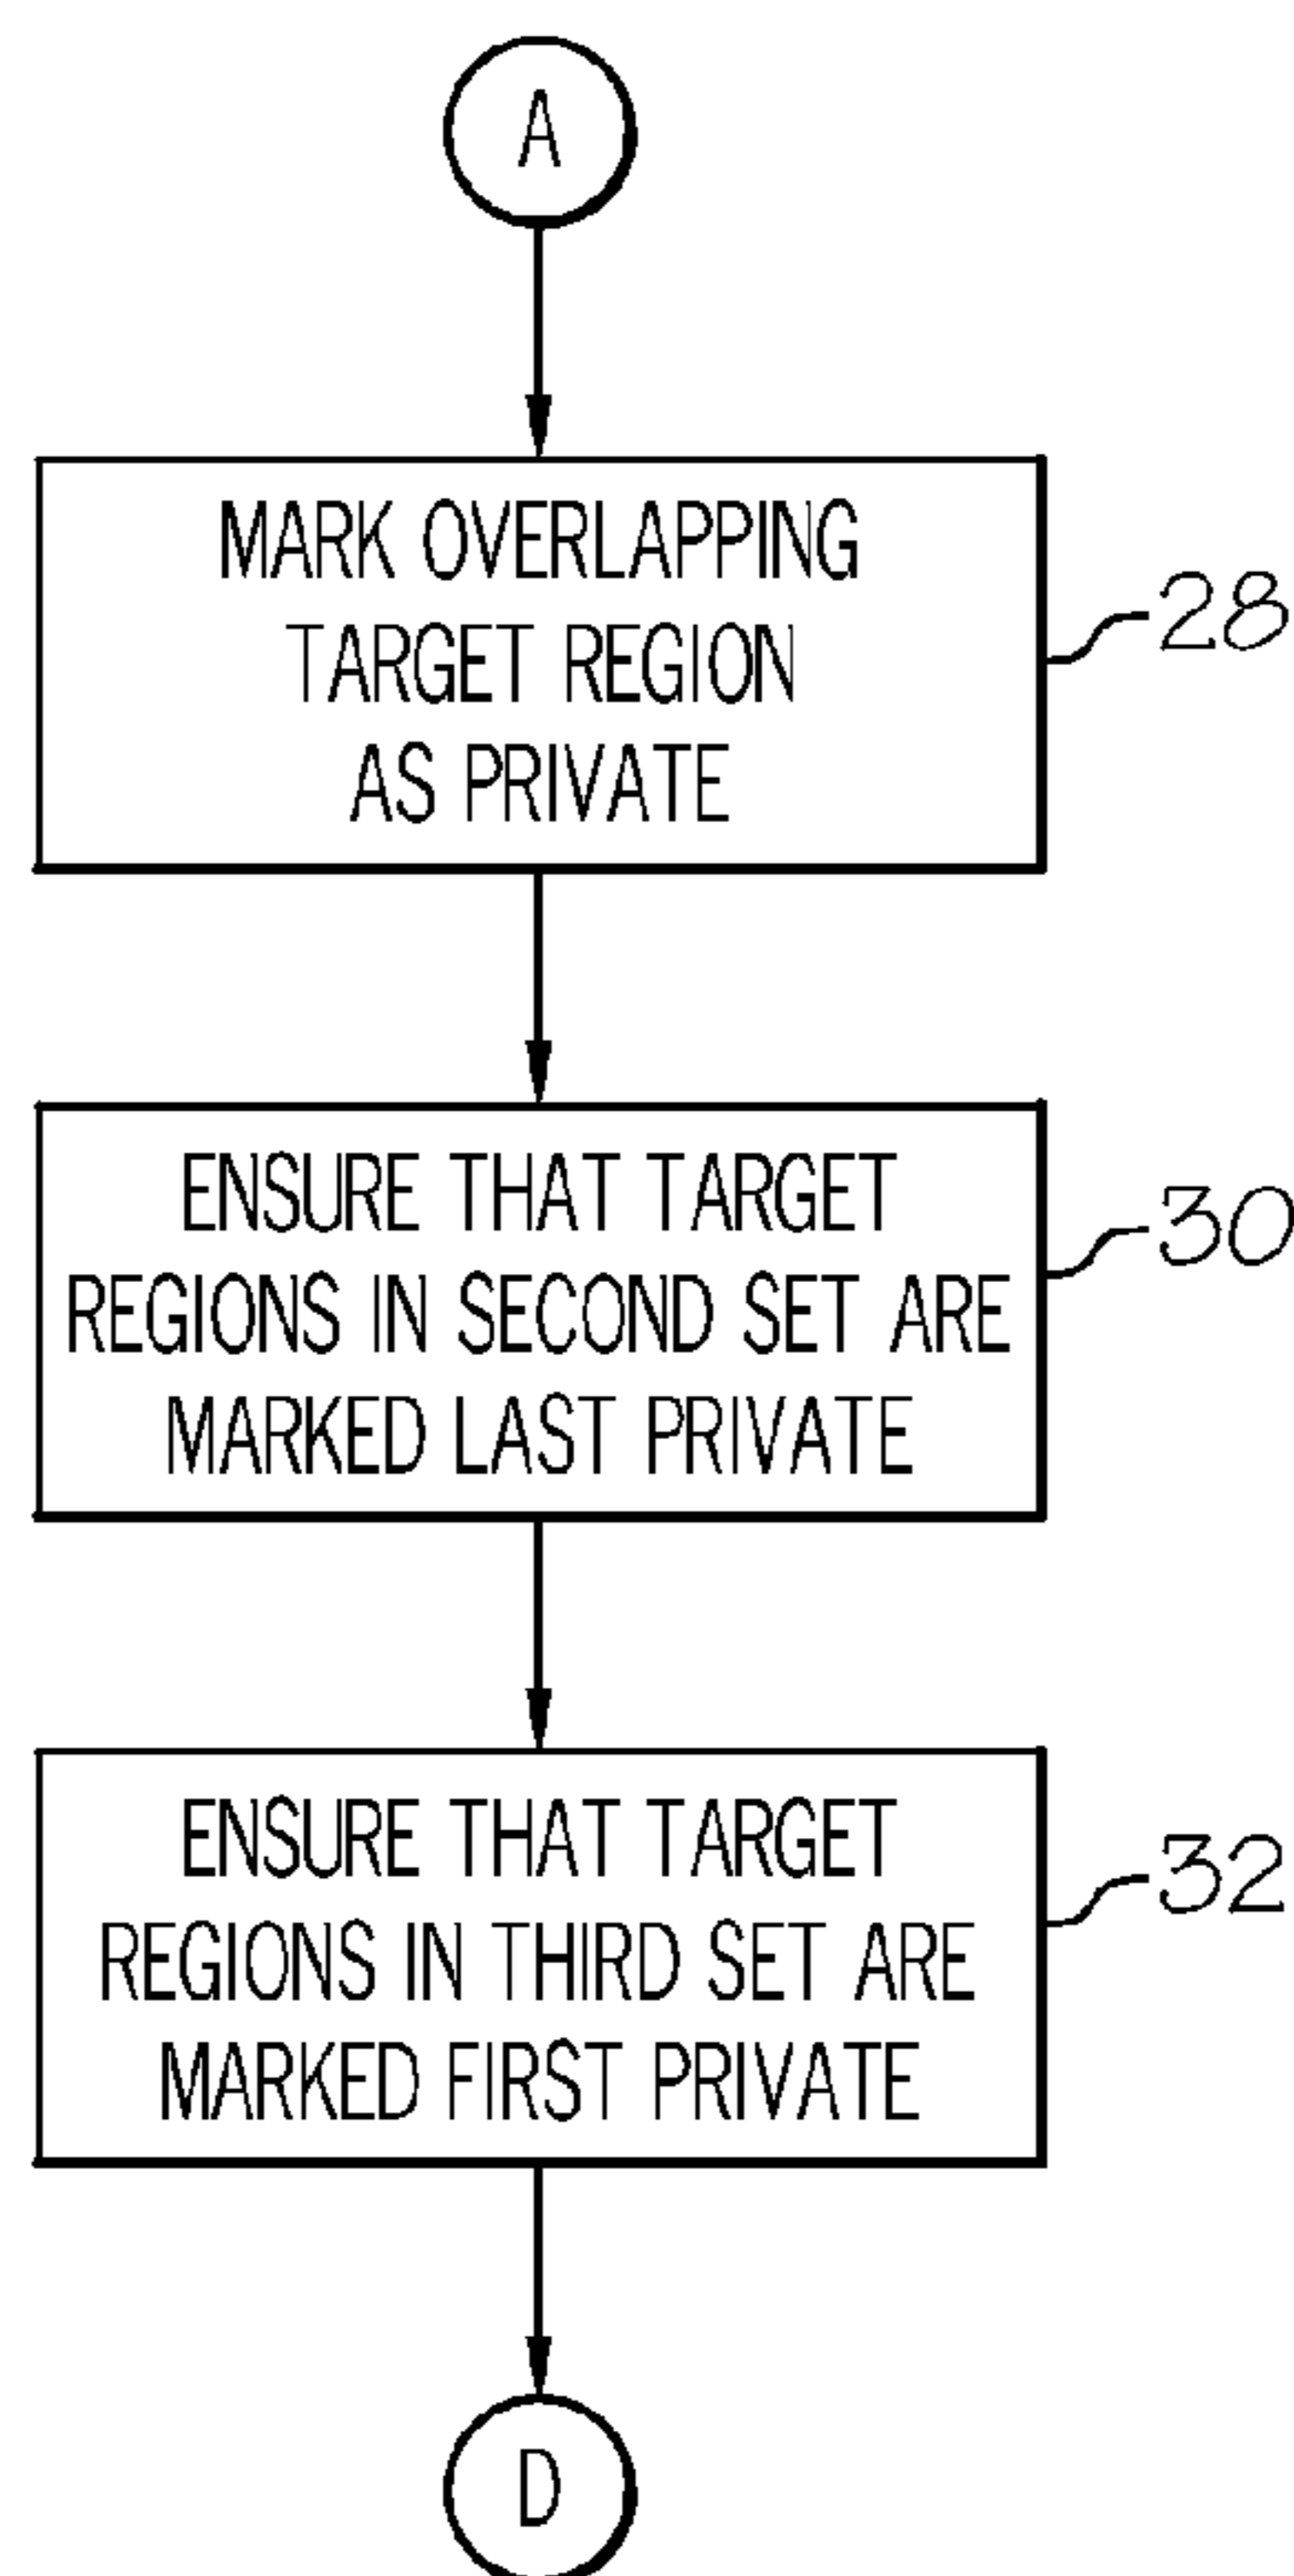 A
MARK OVERLAPPING
TARGET REGION
AS PRIVATE
28
ENSURE THAT TARGET
REGIONS IN SECOND SET ARE
MARKED LAST PRIVATE
30
ENSURE THAT TARGET
REGIONS IN THIRD SET ARE
MARKED FIRST PRIVATE
32
D